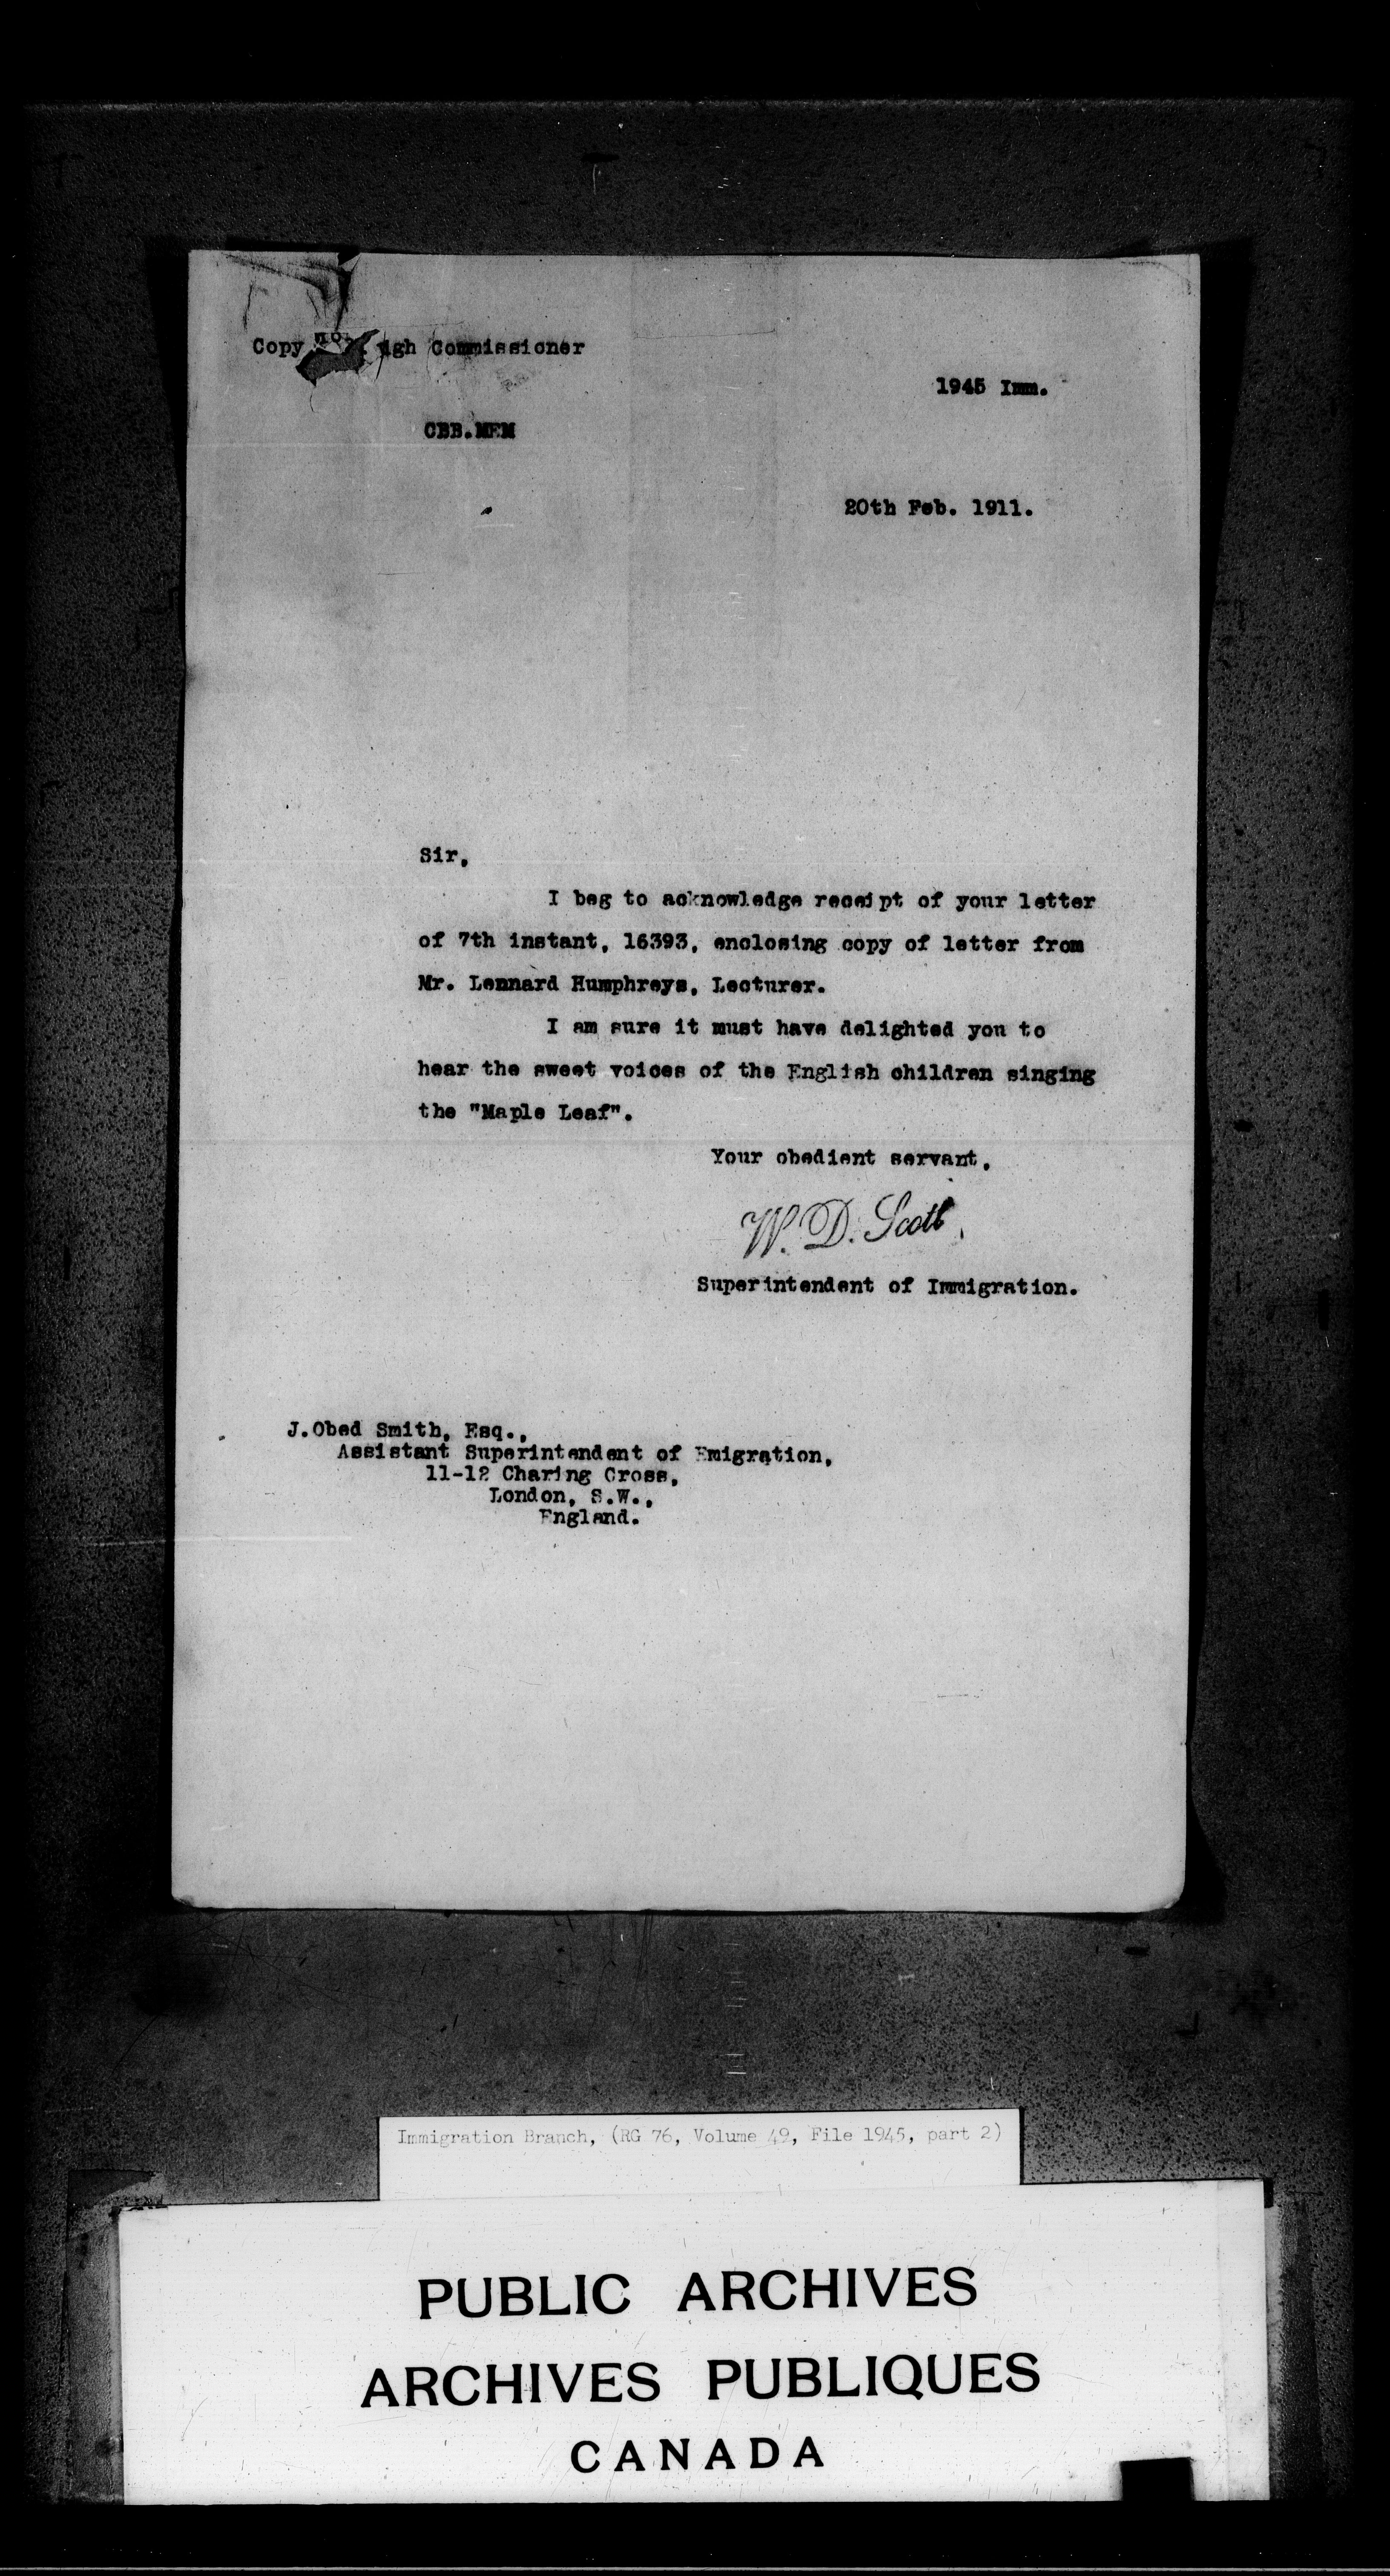 Copy igh Commissioner
1945 Imm.
CBB.MEM
20th Feb. 1911.
Sir,
I beg to acknowledge receipt of your letter
of 7th instant, 16393, enclosing copy of letter from
Mr. Lennard Humphreys, Lecturer.
I am sure it must have delighted you to
hear the sweet voices of the English children singing
the "Maple Leaf".
Your obedient servant,
W. D. Scott,
Superintendent of Immigration.
J.Obed Smith, Esq.,
Assistant Superintendent of Emigration,
11-12 Charing Cross,
London, S.W.,
England.
Immigration Branch, (RG 76, Volume 49, File 1945, part 2)
PUBLIC ARCHIVES
ARCHIVES PUBLIQUES
CANADA